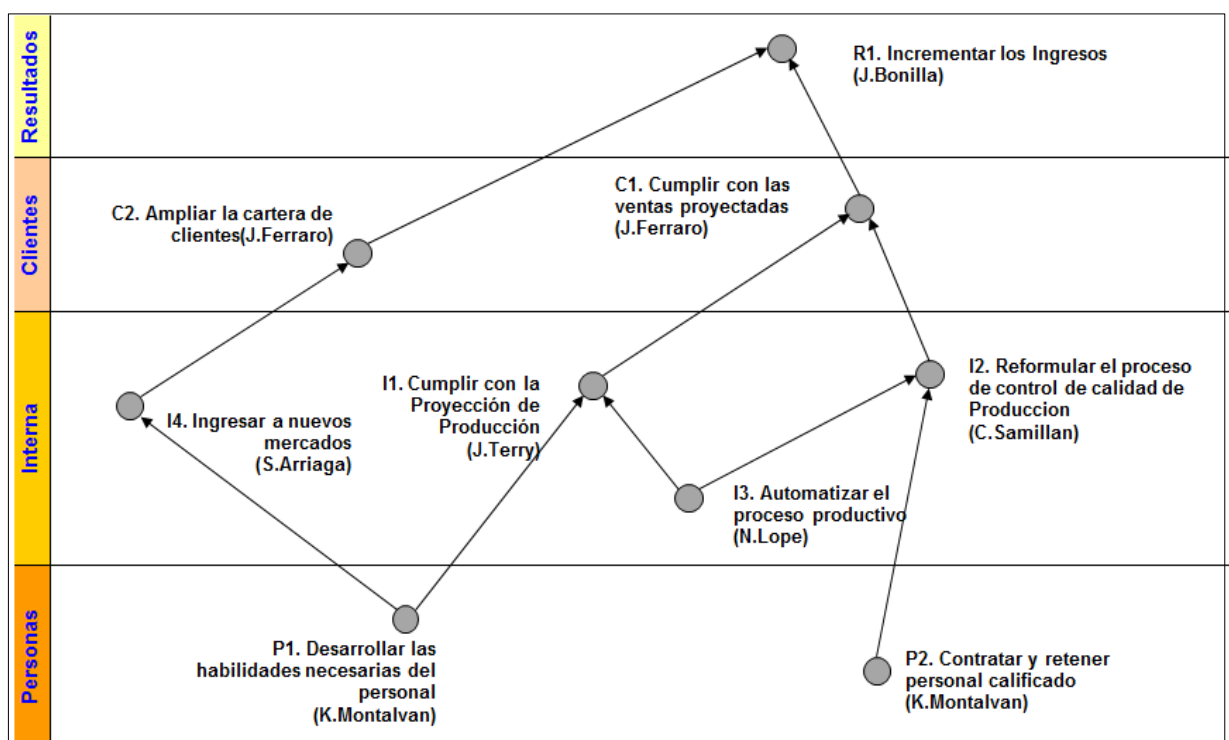 Resultados
R1. Incrementar los Ingresos
(J.Bonilla)
Clientes
C2. Ampliar la cartera de
clientes(J.Ferraro)
C1. Cumplir con las
ventas proyectadas
(J.Ferraro)
Interna
I4. Ingresar a nuevos
mercados
(S.Arriaga)
I1. Cumplir con la
Proyección de
Producción
(J.Terry)
I2. Reformular el proceso
de control de calidad de
Produccion
(C.Samillan)
I3. Automatizar el
proceso productivo
(N.Lope)
Personas
P1. Desarrollar las
habilidades necesarias del
personal
(K.Montalvan)
P2. Contratar y retener
personal calificado
(K.Montalvan)